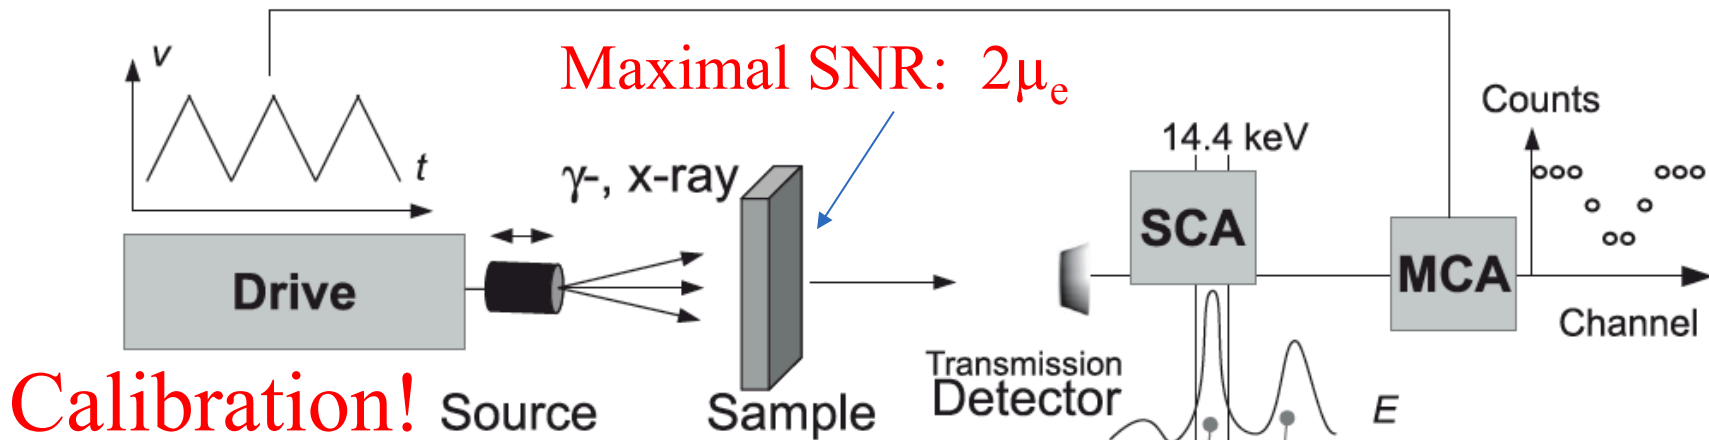 v
Maximal SNR: 2μₑ
Counts
14.4 keV
t
γ-, x-ray
SCA
MCA
Drive
Channel
Transmission
Detector
Calibration!
Source
Sample
E